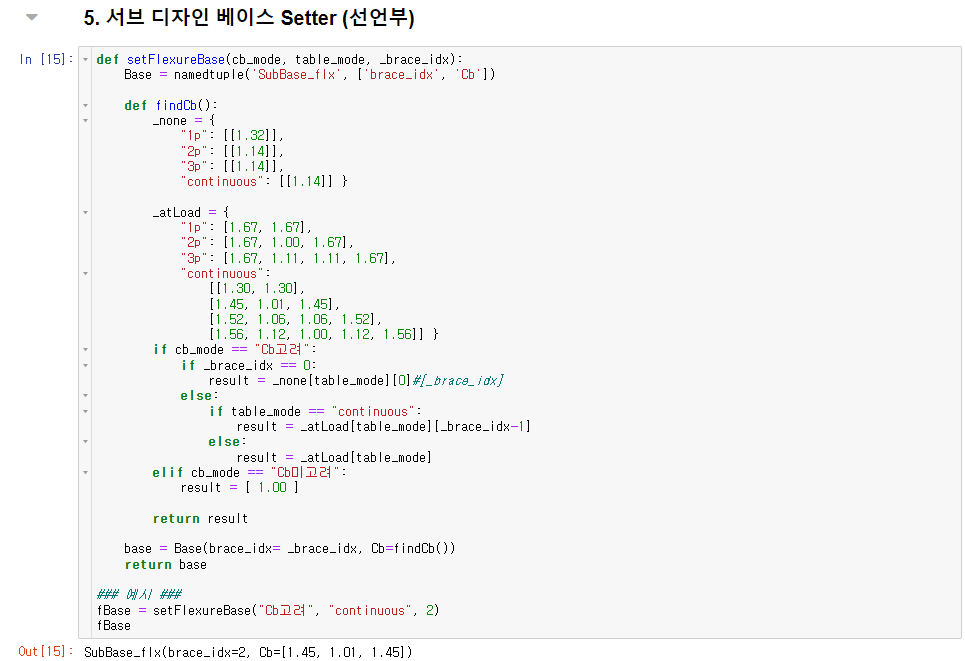 5. 서브 디자인 베이스 Setter (선언부)
In [15]:
def setFlexureBase(cb_mode, table_mode, _brace_idx):
    Base = namedtuple('SubBase_flx', ['brace_idx', 'Cb'])
    def findCb():
        _none = {
            "1p": [[1.32]],
            "2p": [[1.14]],
            "3p": [[1.14]],
            "continuous": [[1.14]] }
        _atLoad = {
            "1p": [1.67, 1.67],
            "2p": [1.67, 1.00, 1.67],
            "3p": [1.67, 1.11, 1.11, 1.67],
            "continuous":
                [[1.30, 1.30],
                [1.45, 1.01, 1.45],
                [1.52, 1.06, 1.06, 1.52],
                [1.56, 1.12, 1.00, 1.12, 1.56]] }
        if cb_mode == "Cb고려":
            if _brace_idx == 0:
                result = _none[table_mode][0]#[_brace_idx]
            else:
                if table_mode == "continuous":
                    result = _atLoad[table_mode][_brace_idx-1]
                else:
                    result = _atLoad[table_mode]
        elif cb_mode == "Cb미고려":
            result = [ 1.00 ]
        return result
    base = Base(brace_idx= _brace_idx, Cb=findCb())
    return base
### 예시 ###
fBase = setFlexureBase("Cb고려", "continuous", 2)
fBase
Out[15]: SubBase_flx(brace_idx=2, Cb=[1.45, 1.01, 1.45])